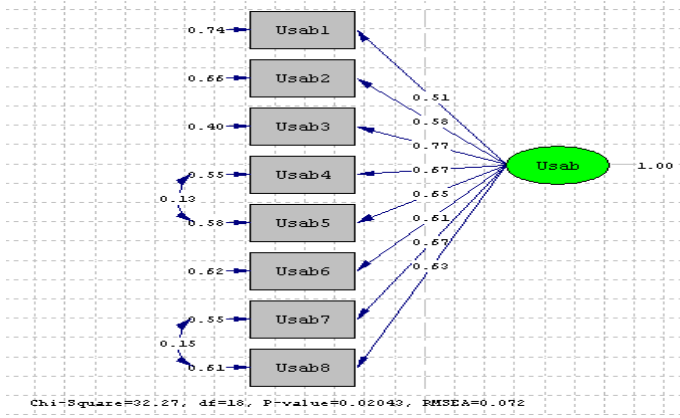 0.74 Usab1
0.66 Usab2
0.51
0.58
0.40 Usab3
0.77
Usab 1.00
0.55 Usab4
0.67
0.13
0.65
0.58 Usab5
0.61
0.67
0.62 Usab6
0.63
0.55 Usab7
0.15
0.61 Usab8
Chi-Square=32.27, df=18, P-value=0.02043, RMSEA=0.072